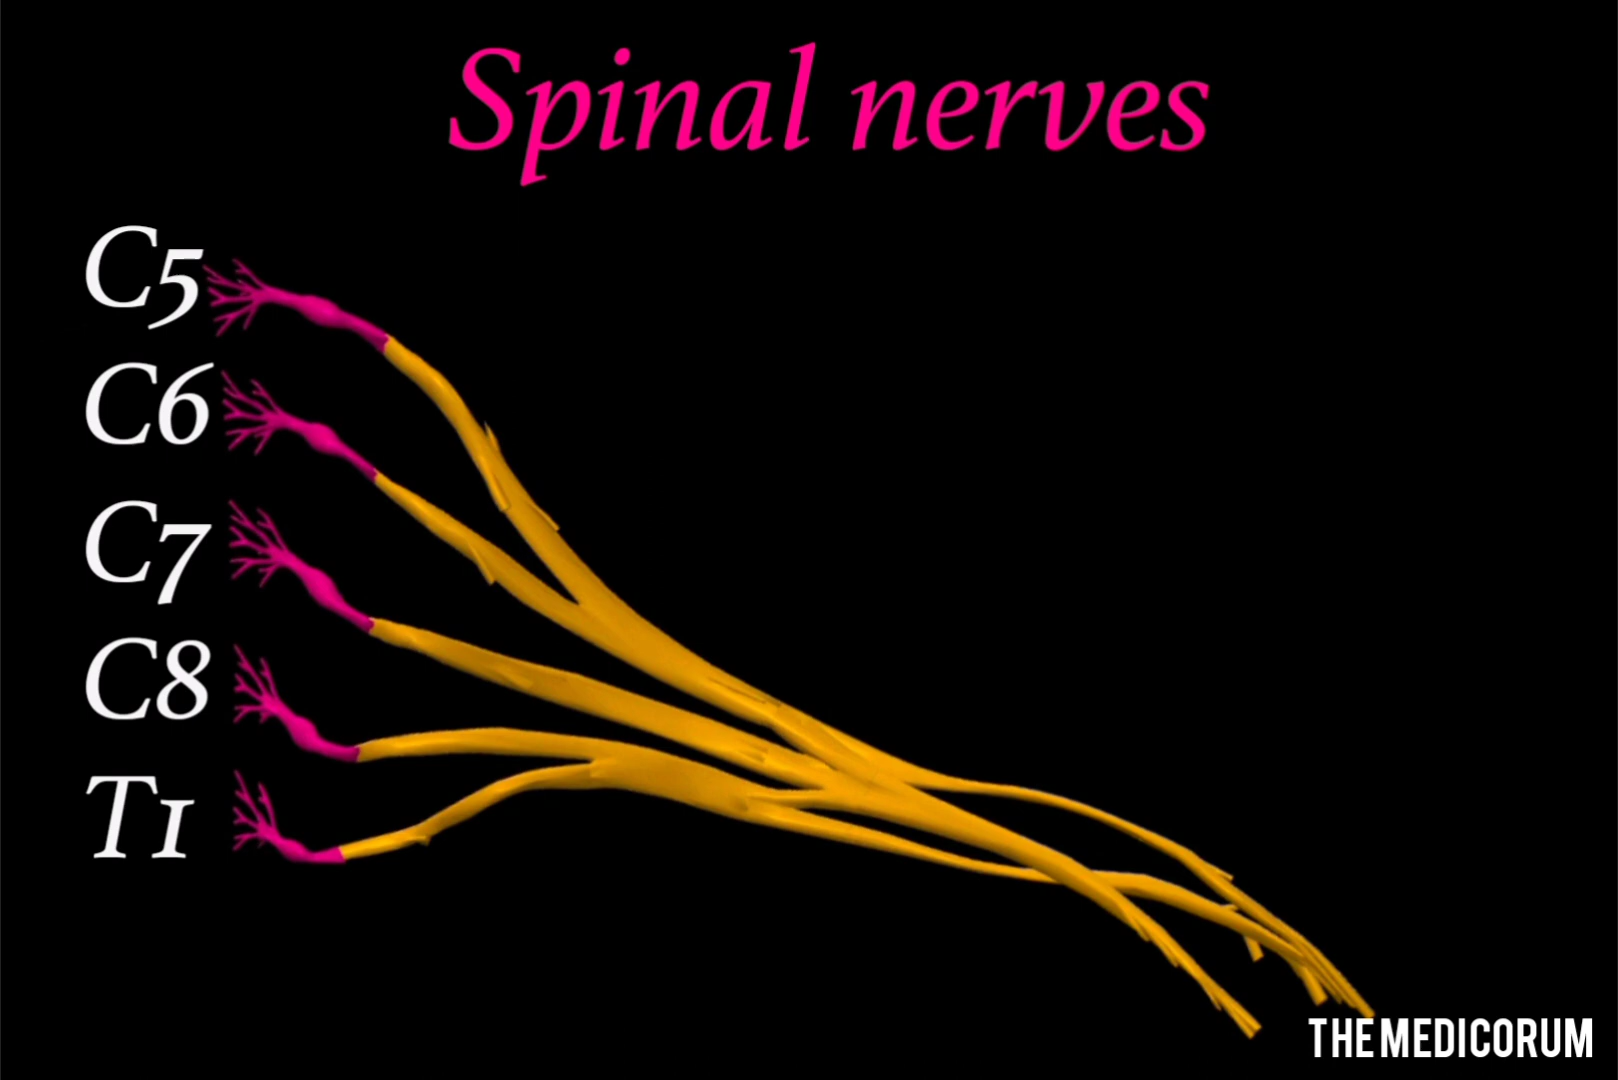 Spinal nerves
C5
C6
C7
C8
T1
THE MEDICORUM